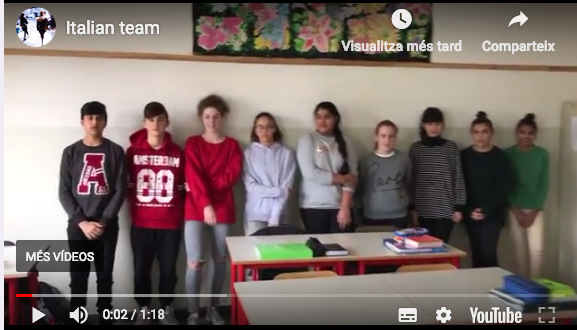 Italian team
Visualitza més tard
Comparteix
A
AMSTERDAM
00
MÉS VÍDEOS
0:02 / 1:18
YouTube